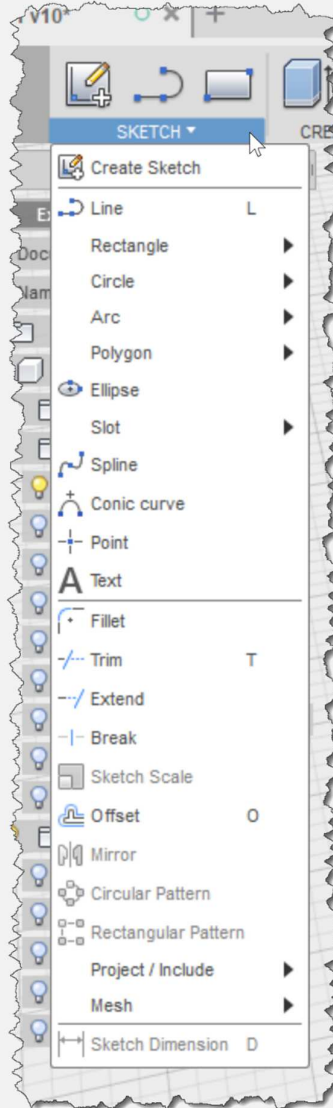 v10*
SKETCH
Create Sketch
Line L
Rectangle
Circle
Arc
Polygon
Ellipse
Slot
Spline
Conic curve
Point
A Text
Fillet
Trim T
Extend
Break
Sketch Scale
Offset O
Mirror
Circular Pattern
Rectangular Pattern
Project / Include
Mesh
Sketch Dimension D